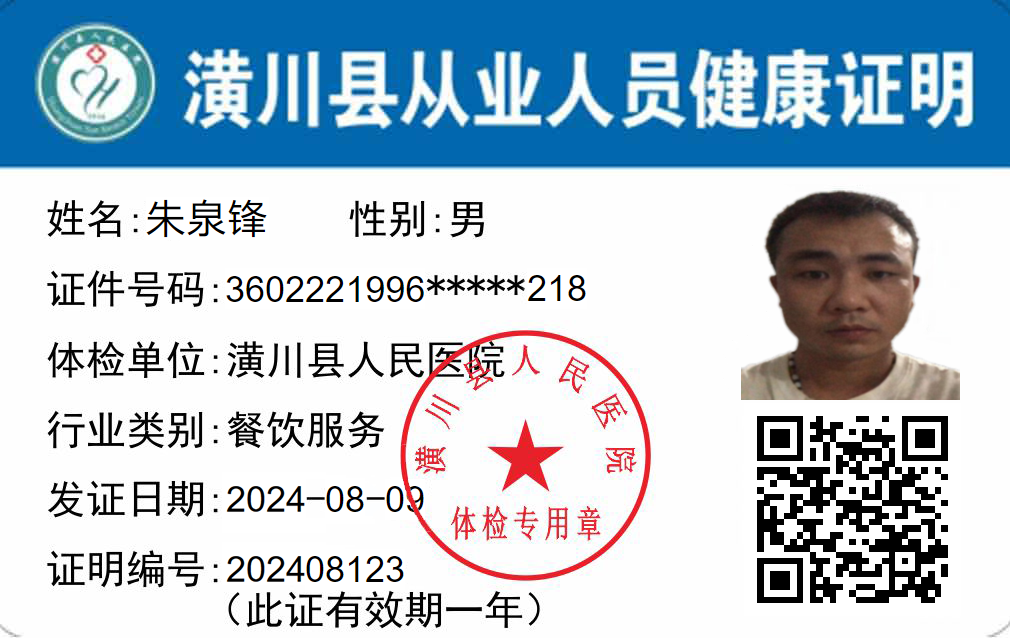 潢川县从业人员健康证明
姓名:朱泉锋 性别:男
证件号码:3602221996*****218
体检单位:潢川县人民医院
行业类别:餐饮服务
发证日期:2024-08-09
证明编号:202408123
(此证有效期一年)
潢川县人民医院
体检专用章